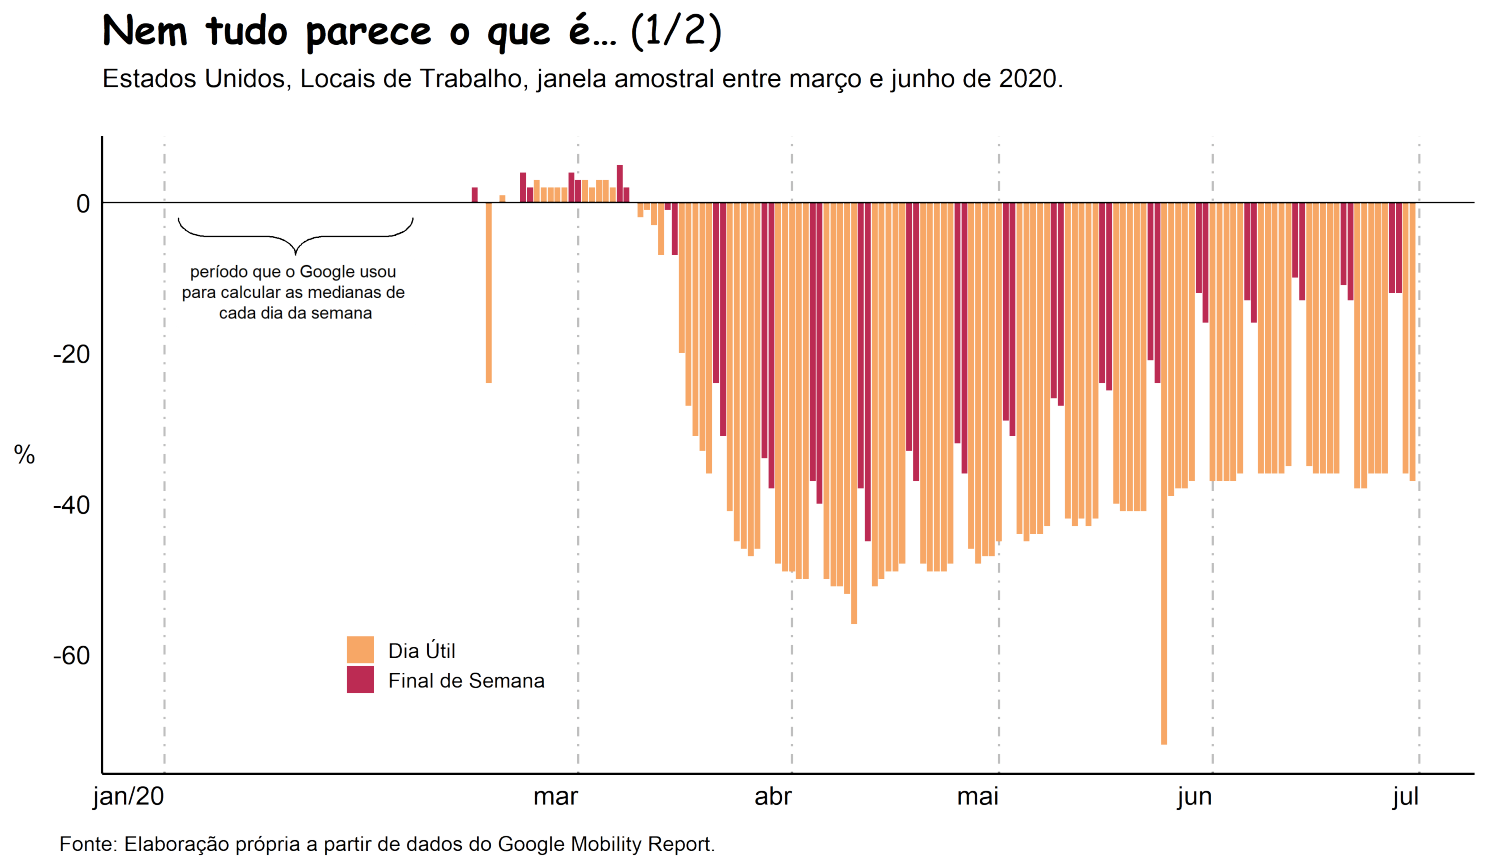 Nem tudo parece o que é... (1/2)
Estados Unidos, Locais de Trabalho, janela amostral entre março e junho de 2020.
0
período que o Google usou
para calcular as medianas de
cada dia da semana
-20
%
-40
-60
Dia Útil
Final de Semana
jan/20 mar abr mai jun jul
Fonte: Elaboração própria a partir de dados do Google Mobility Report.